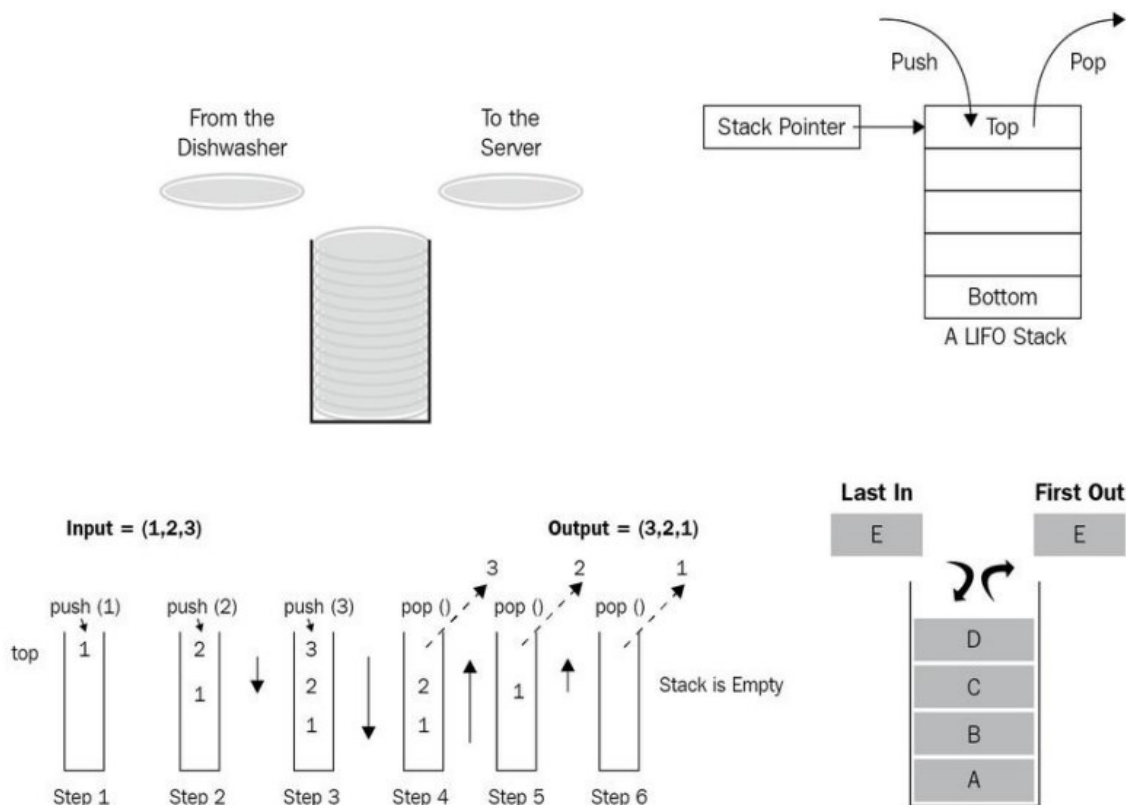 From the
Dishwasher
To the
Server
Push
Pop
Stack Pointer
Top
Bottom
A LIFO Stack
Input = (1,2,3)
Output = (3,2,1)
3 2 1
push (1) push (2) push (3) pop () pop () pop ()
top
1
2
1
3
2
1
2
1
1
Stack is Empty
Step 1 Step 2 Step 3 Step 4 Step 5 Step 6
Last In
First Out
E
E
D
C
B
A